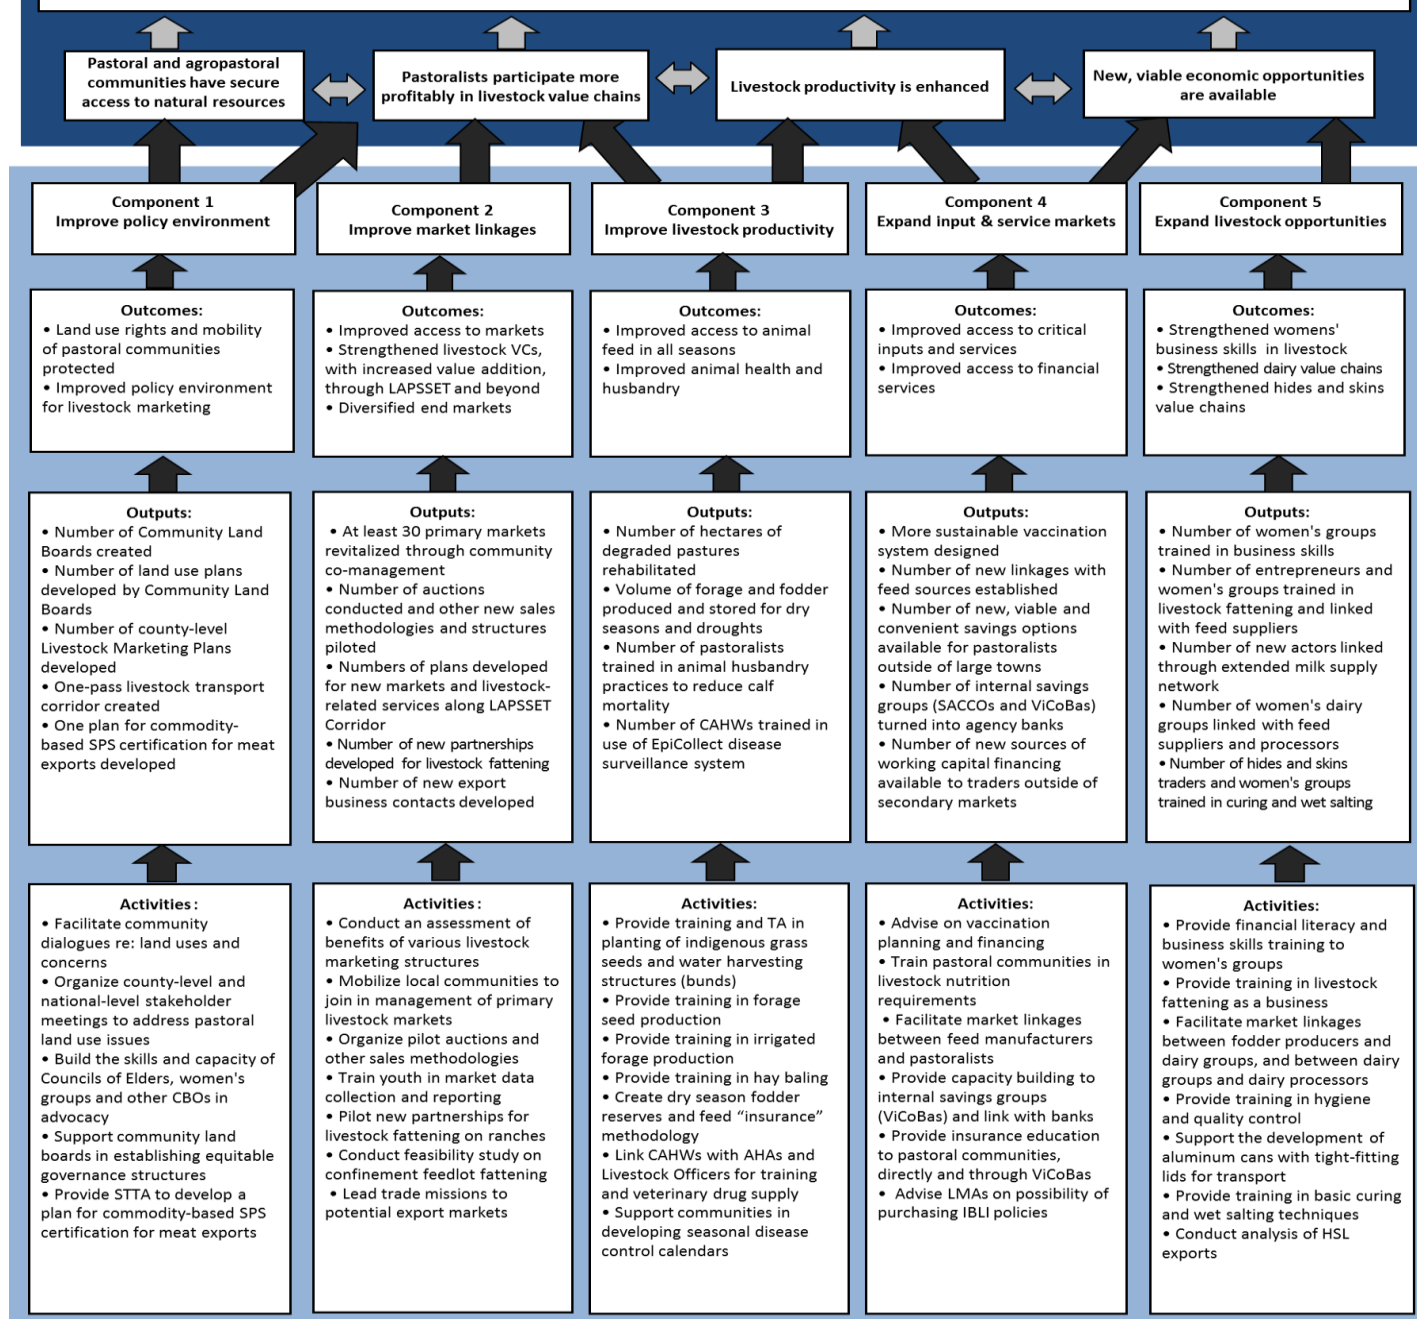 Pastoral and agropastoral
communities have secure
access to natural resources
Pastoralists participate more
profitably in livestock value chains
Livestock productivity is enhanced
New, viable economic opportunities
are available
Component 1
Improve policy environment
Component 2
Improve market linkages
Component 3
Improve livestock productivity
Component 4
Expand input & service markets
Component 5
Expand livestock opportunities
Outcomes:
• Land use rights and mobility
of pastoral communities
protected
• Improved policy environment
for livestock marketing
Outcomes:
• Improved access to markets
• Strengthened livestock VCs,
with increased value addition,
through LAPSSET and beyond
• Diversified end markets
Outcomes:
• Improved access to animal
feed in all seasons
• Improved animal health and
husbandry
Outcomes:
• Improved access to critical
inputs and services
• Improved access to financial
services
Outcomes:
• Strengthened womens'
business skills in livestock
• Strengthened dairy value chains
• Strengthened hides and skins
value chains
Outputs:
• Number of Community Land
Boards created
• Number of land use plans
developed by Community Land
Boards
• Number of county-level
Livestock Marketing Plans
developed
• One-pass livestock transport
corridor created
• One plan for commodity-
based SPS certification for meat
exports developed
Outputs:
• At least 30 primary markets
revitalized through community
co-management
• Number of auctions
conducted and other new sales
methodologies and structures
piloted
• Numbers of plans developed
for new markets and livestock-
related services along LAPSSET
Corridor
• Number of new partnerships
developed for livestock fattening
• Number of new export
business contacts developed
Outputs:
• Number of hectares of
degraded pastures
rehabilitated
• Volume of forage and fodder
produced and stored for dry
seasons and droughts
• Number of pastoralists
trained in animal husbandry
practices to reduce calf
mortality
• Number of CAHWs trained in
use of EpiCollect disease
surveillance system
Outputs:
• More sustainable vaccination
system designed
• Number of new linkages with
feed sources established
• Number of new, viable and
convenient savings options
available for pastoralists
outside of large towns
• Number of internal savings
groups (SACCOs and ViCoBas)
turned into agency banks
• Number of new sources of
working capital financing
available to traders outside of
secondary markets
Outputs:
• Number of women's groups
trained in business skills
• Number of entrepreneurs and
women's groups trained in
livestock fattening and linked
with feed suppliers
• Number of new actors linked
through extended milk supply
network
• Number of women's dairy
groups linked with feed
suppliers and processors
• Number of hides and skins
traders and women's groups
trained in curing and wet salting
Activities :
• Facilitate community
dialogues re: land uses and
concerns
• Organize county-level and
national-level stakeholder
meetings to address pastoral
land use issues
• Build the skills and capacity of
Councils of Elders, women's
groups and other CBOs in
advocacy
• Support community land
boards in establishing equitable
governance structures
• Provide STTA to develop a
plan for commodity-based SPS
certification for meat exports
Activities :
• Conduct an assessment of
benefits of various livestock
marketing structures
• Mobilize local communities to
join in management of primary
livestock markets
• Organize pilot auctions and
other sales methodologies
• Train youth in market data
collection and reporting
• Pilot new partnerships for
livestock fattening on ranches
• Conduct feasibility study on
confinement feedlot fattening
• Lead trade missions to
potential export markets
Activities:
• Provide training and TA in
planting of indigenous grass
seeds and water harvesting
structures (bunds)
• Provide training in forage
seed production
• Provide training in irrigated
forage production
• Provide training in hay baling
• Create dry season fodder
reserves and feed “insurance”
methodology
• Link CAHWs with AHAs and
Livestock Officers for training
and veterinary drug supply
• Support communities in
developing seasonal disease
control calendars
Activities:
• Advise on vaccination
planning and financing
• Train pastoral communities in
livestock nutrition
requirements
• Facilitate market linkages
between feed manufacturers
and pastoralists
• Provide capacity building to
internal savings groups
(ViCoBas) and link with banks
• Provide insurance education
to pastoral communities,
directly and through ViCoBas
• Advise LMAs on possibility of
purchasing IBLI policies
Activities:
• Provide financial literacy and
business skills training to
women's groups
• Provide training in livestock
fattening as a business
• Facilitate market linkages
between fodder producers and
dairy groups, and between dairy
groups and dairy processors
• Provide training in hygiene
and quality control
• Support the development of
aluminum cans with tight-fitting
lids for transport
• Provide training in basic curing
and wet salting techniques
• Conduct analysis of HSL
exports